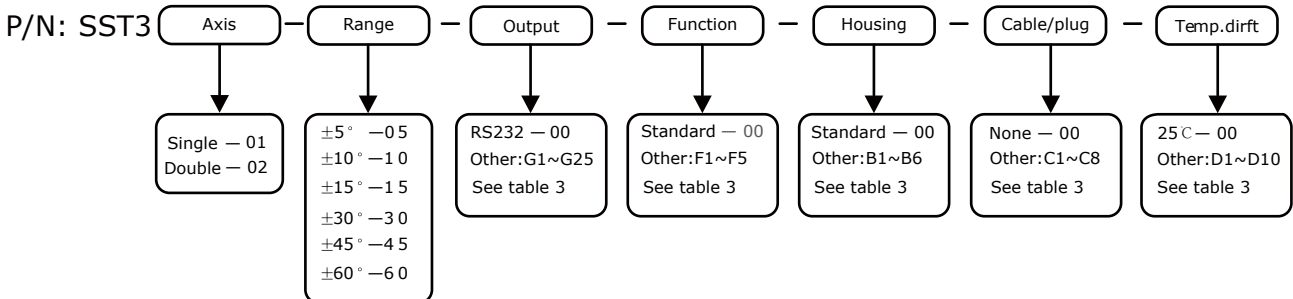 P/N: SST3 Axis — Range — Output — Function — Housing — Cable/plug — Temp.dirft
Single — 01
Double — 02
±5° —05
±10°—10
±15°—15
±30°—30
±45°—45
±60°—60
RS232 — 00
Other:G1~G25
See table 3
Standard — 00
Other:F1~F5
See table 3
Standard — 00
Other:B1~B6
See table 3
None — 00
Other:C1~C8
See table 3
25℃— 00
Other:D1~D10
See table 3